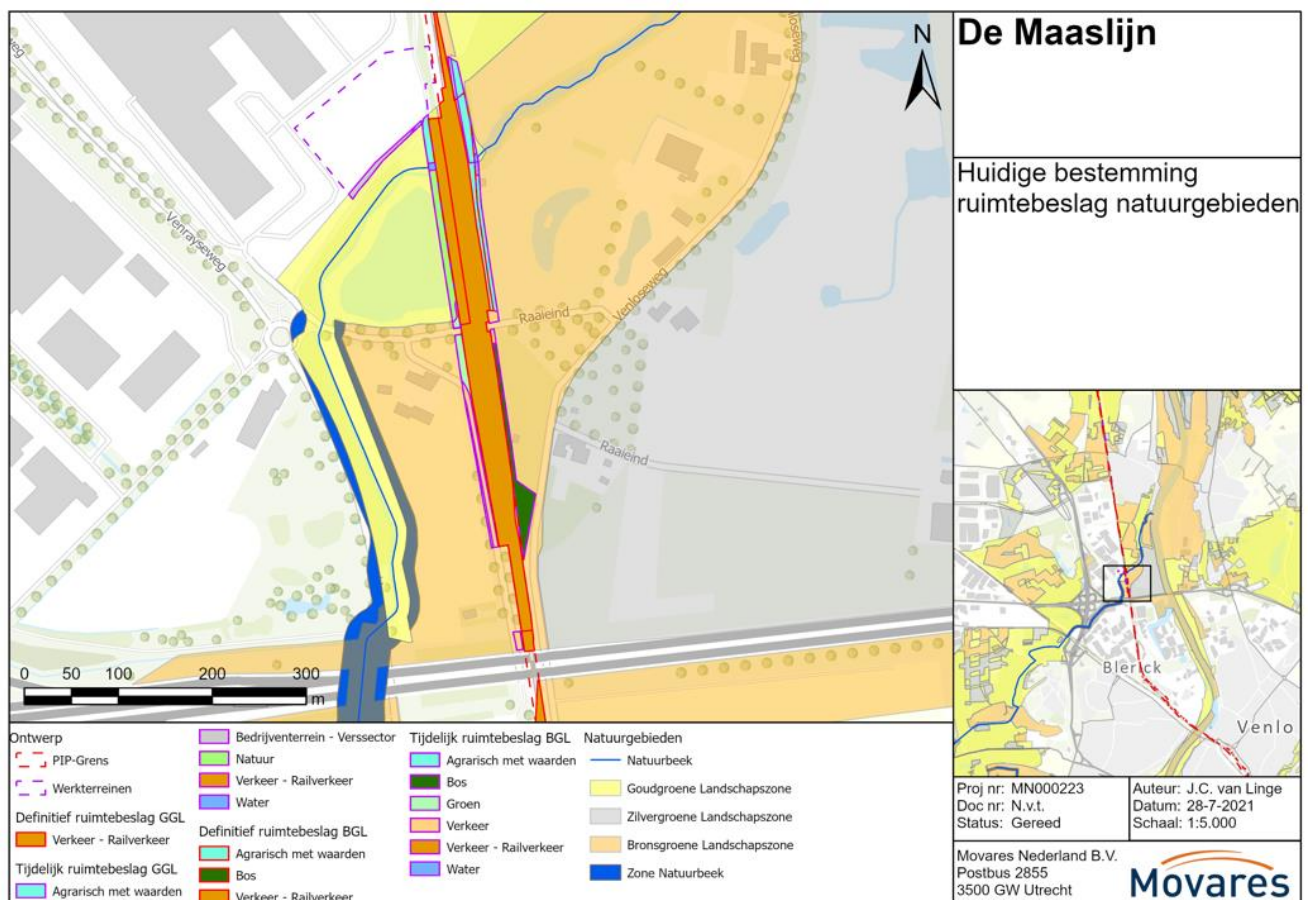 Venrayseweg
Raaieind
Venloseweg
Raaieind
N
0 50 100 200 300
m
De Maaslijn
Huidige bestemming
ruimtebeslag natuurgebieden
Blerick
Venlo
Ontwerp
PIP-Grens
Werkterreinen
Definitief ruimtebeslag GGL
Verkeer - Railverkeer
Tijdelijk ruimtebeslag GGL
Agrarisch met waarden
Bedrijventerrein - Verssector
Natuur
Verkeer - Railverkeer
Water
Definitief ruimtebeslag BGL
Agrarisch met waarden
Bos
Verkeer - Railverkeer
Tijdelijk ruimtebeslag BGL
Agrarisch met waarden
Bos
Groen
Verkeer
Verkeer - Railverkeer
Water
Natuurgebieden
Natuurbeek
Goudgroene Landschapszone
Zilvergroene Landschapszone
Bronsgroene Landschapszone
Zone Natuurbeek
Proj nr: MN000223
Doc nr: N.v.t.
Status: Gereed
Auteur: J.C. van Linge
Datum: 28-7-2021
Schaal: 1:5.000
Movares Nederland B.V.
Postbus 2855
3500 GW Utrecht
Movares